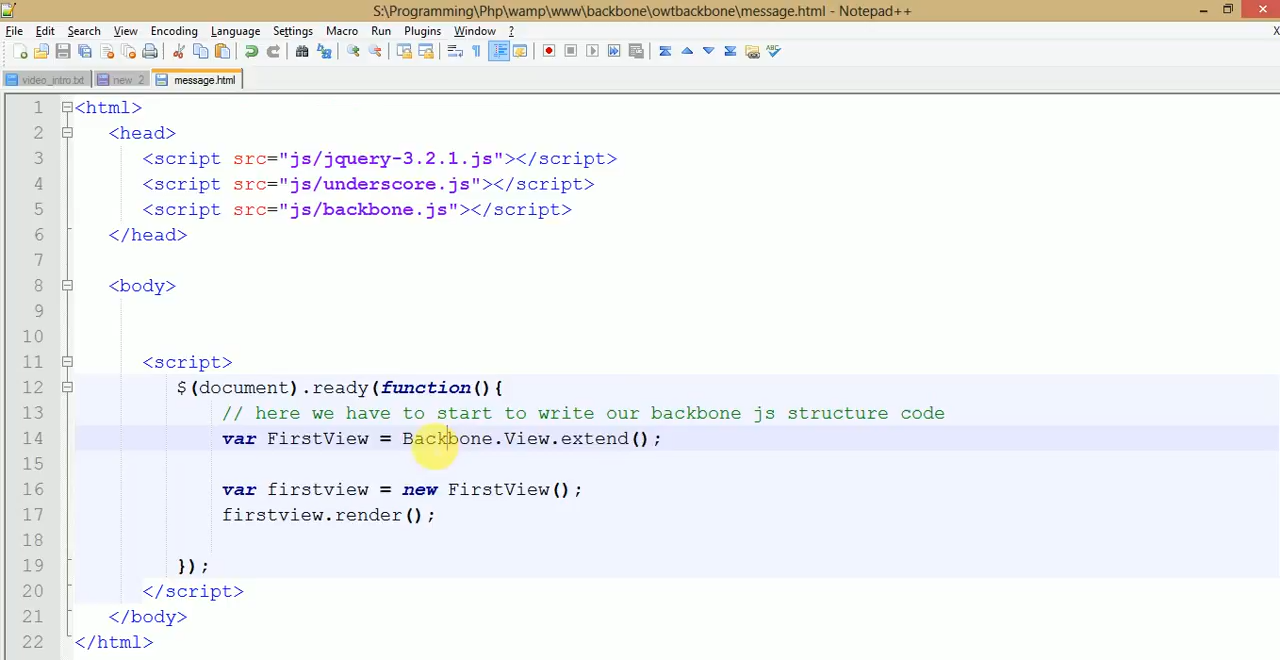 S:\Programming\Php\wamp\www\backbone\owtbackbone\message.html - Notepad++
File Edit Search View Encoding Language Settings Macro Run Plugins Window ? X
video_intro.txt new 2 message.html
1 <html>
2 <head>
3 <script src="js/jquery-3.2.1.js"></script>
4 <script src="js/underscore.js"></script>
5 <script src="js/backbone.js"></script>
6 </head>
7
8 <body>
9
10
11 <script>
12 $(document).ready(function(){
13 // here we have to start to write our backbone js structure code
14 var FirstView = Backbone.View.extend();
15
16 var firstview = new FirstView();
17 firstview.render();
18
19 });
20 </script>
21 </body>
22 </html>